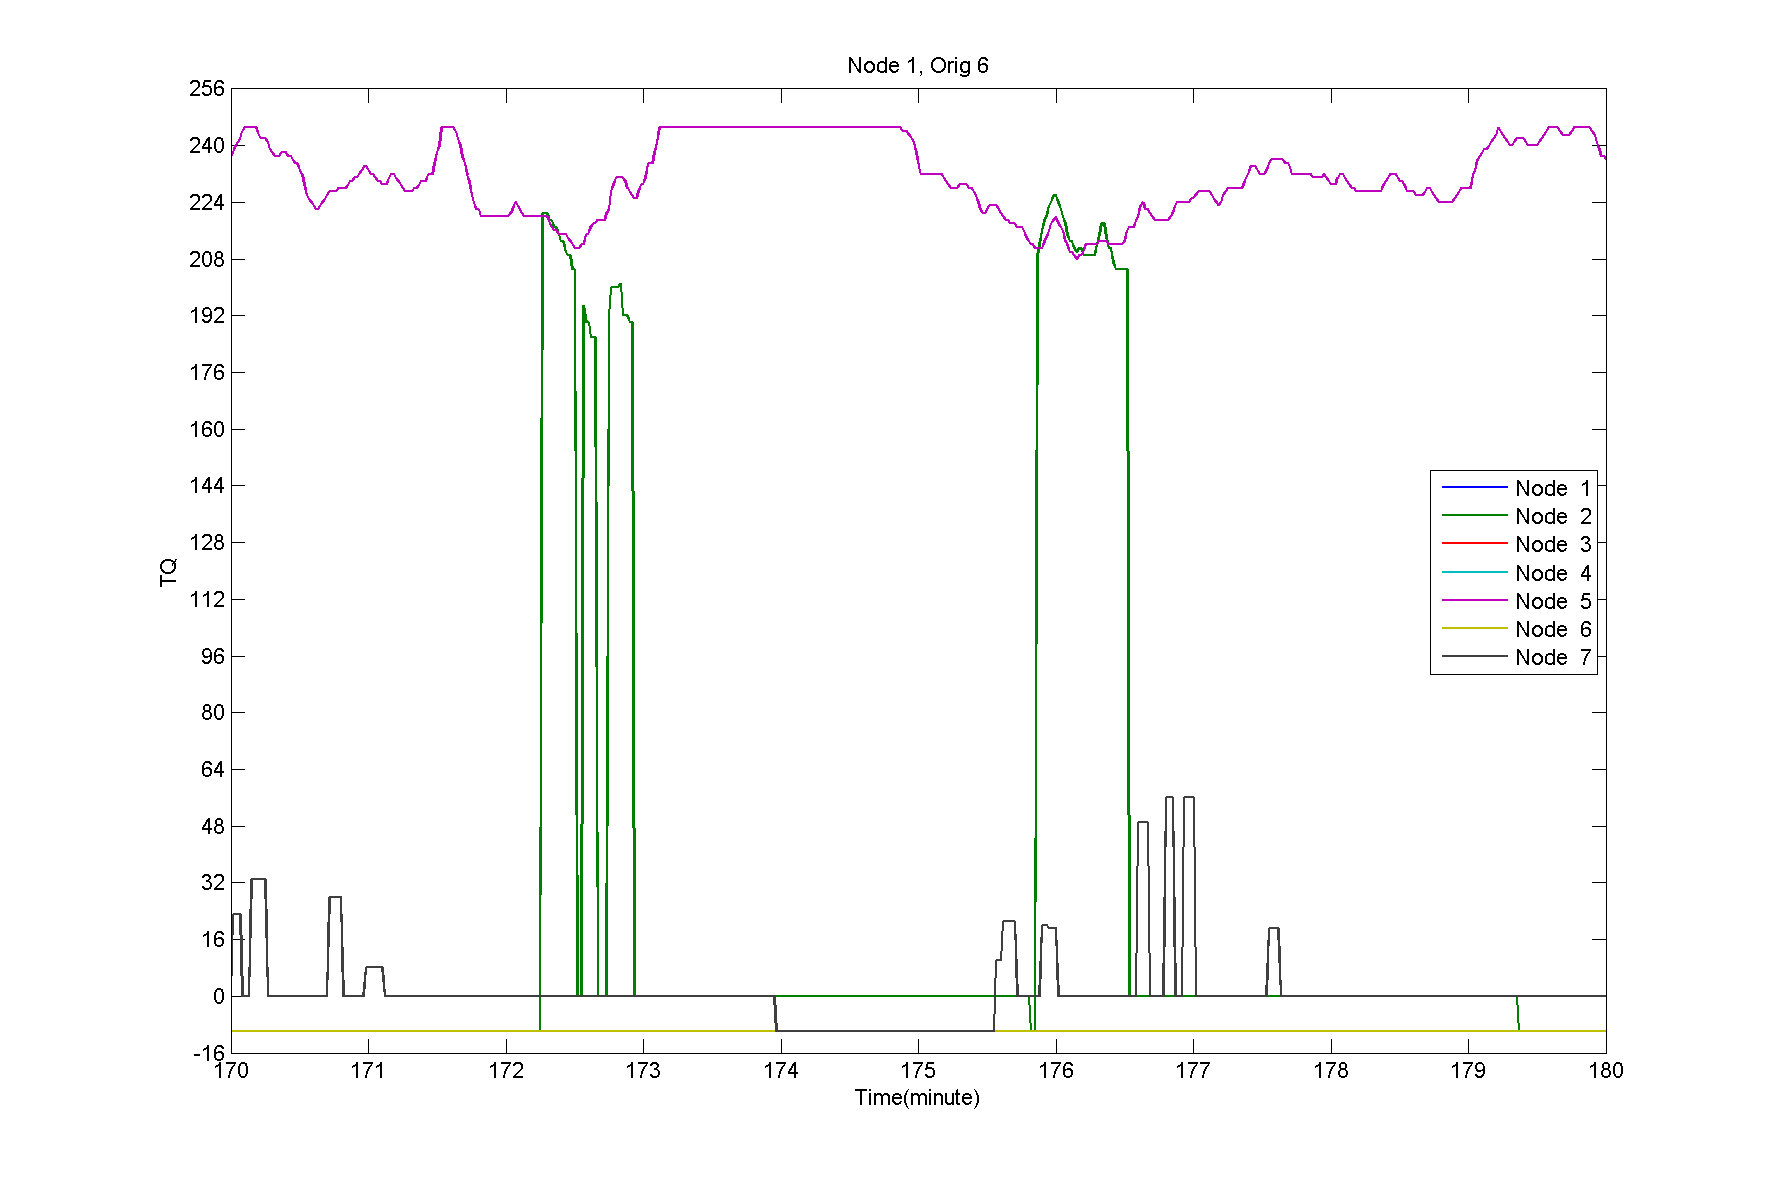 Node 1, Orig 6
256
240
224
208
192
176
160
144
128
112
96
80
64
48
32
16
0
-16
TQ
Node 1
Node 2
Node 3
Node 4
Node 5
Node 6
Node 7
170 171 172 173 174 175 176 177 178 179 180
Time(minute)